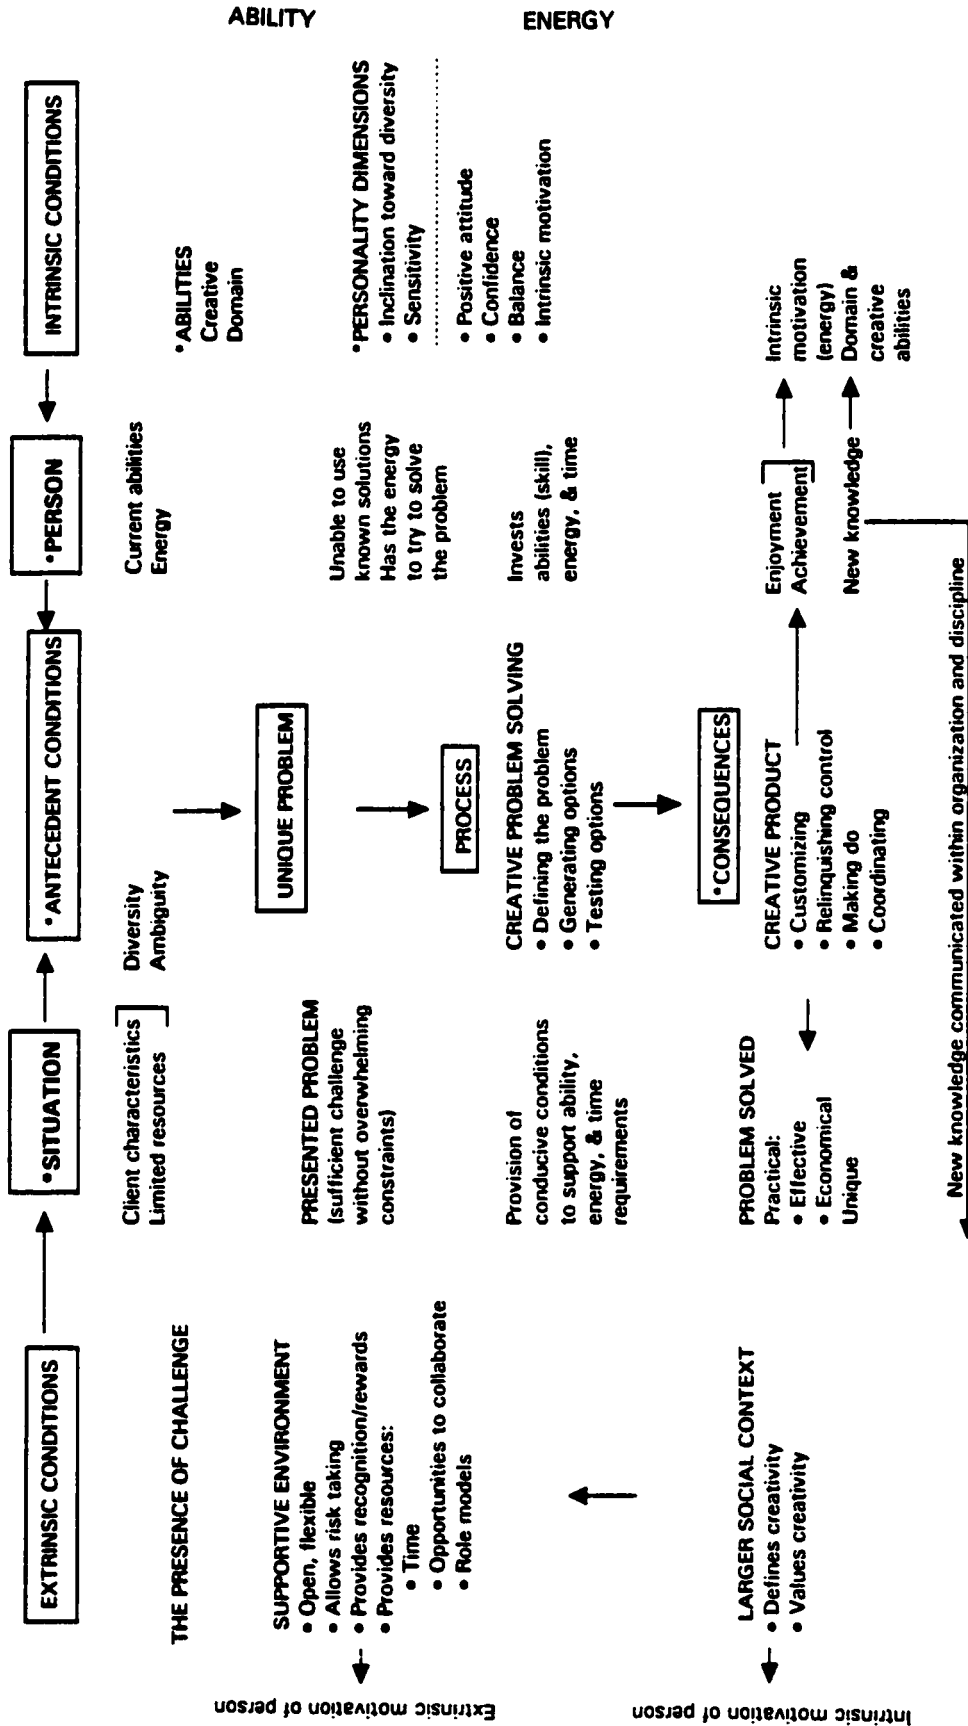 EXTRINSIC CONDITIONS
*SITUATION
*ANTECEDENT CONDITIONS
*PERSON
INTRINSIC CONDITIONS
THE PRESENCE OF CHALLENGE
Client characteristics
Limited resources
Diversity
Ambiguity
Current abilities
Energy
*ABILITIES
Creative
Domain
ABILITY
SUPPORTIVE ENVIRONMENT
• Open, flexible
• Allows risk taking
• Provides recognition/rewards
• Provides resources:
• Time
• Opportunities to collaborate
• Role models
Extrinsic motivation of person
PRESENTED PROBLEM
(sufficient challenge
without overwhelming
constraints)
UNIQUE PROBLEM
Unable to use
known solutions
Has the energy
to try to solve
the problem
*PERSONALITY DIMENSIONS
• Inclination toward diversity
• Sensitivity
• Positive attitude
• Confidence
• Balance
• Intrinsic motivation
ENERGY
Provision of
conducive conditions
to support ability,
energy, & time
requirements
PROCESS
CREATIVE PROBLEM SOLVING
• Defining the problem
• Generating options
• Testing options
Invests
abilities (skill),
energy, & time
*CONSEQUENCES
LARGER SOCIAL CONTEXT
• Defines creativity
• Values creativity
Intrinsic motivation of person
PROBLEM SOLVED
Practical:
• Effective
• Economical
Unique
CREATIVE PRODUCT
• Customizing
• Relinquishing control
• Making do
• Coordinating
Enjoyment
Achievement
New knowledge
Intrinsic
motivation
(energy)
Domain &
creative
abilities
New knowledge communicated within organization and discipline